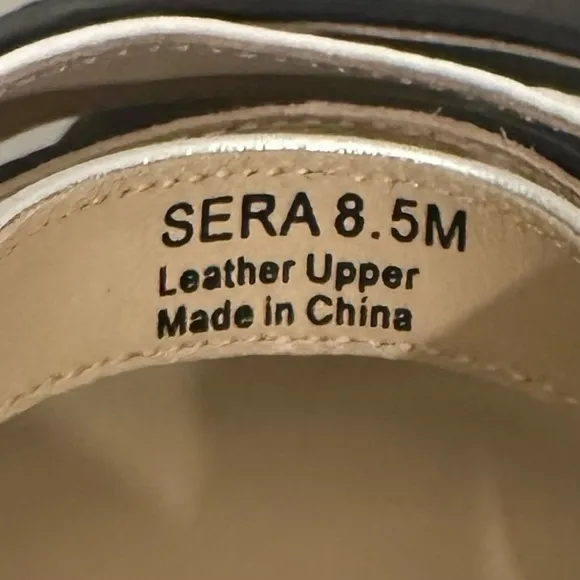 SERA 8.5M
Leather Upper
Made in China